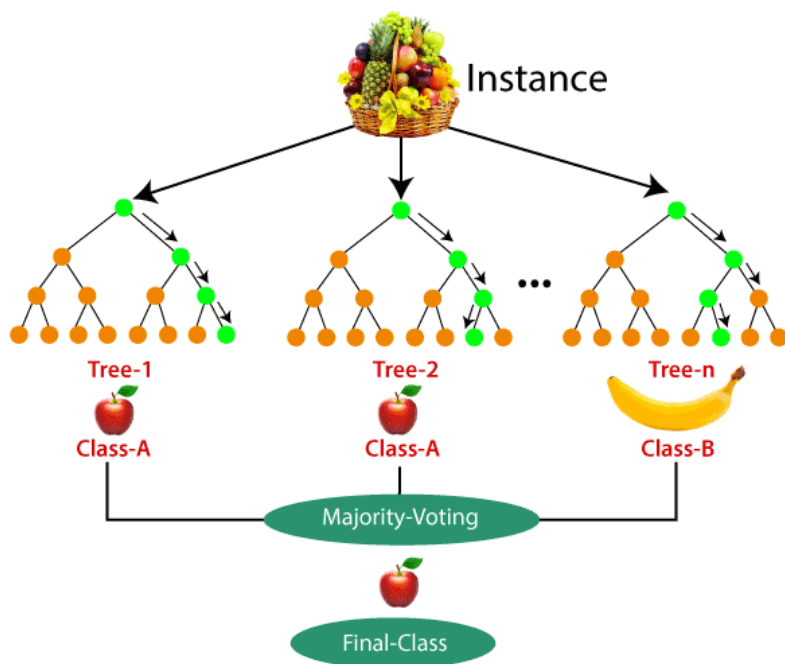 Instance
...
Tree-1
Tree-2
Tree-n
Class-A
Class-A
Class-B
Majority-Voting
Final-Class